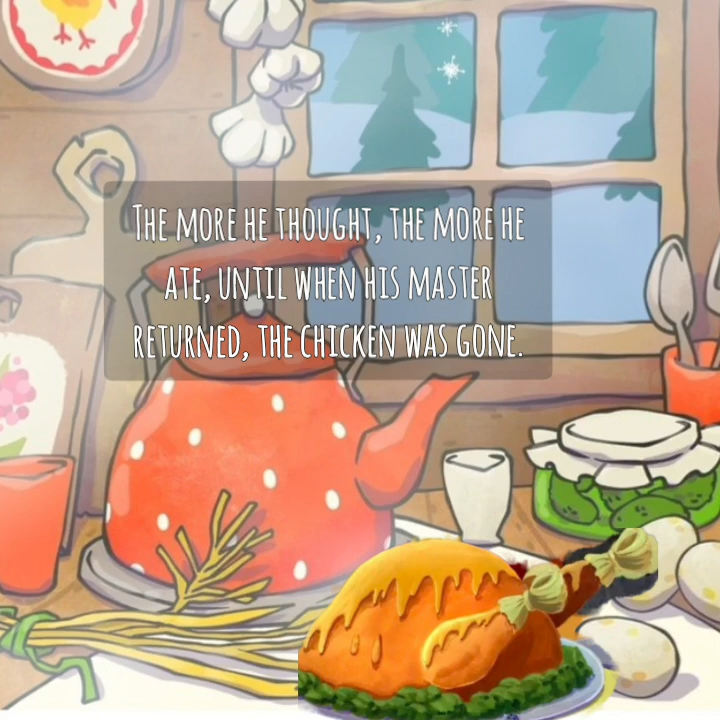 The more he thought, the more he
ate, until when his master
returned, the chicken was gone.